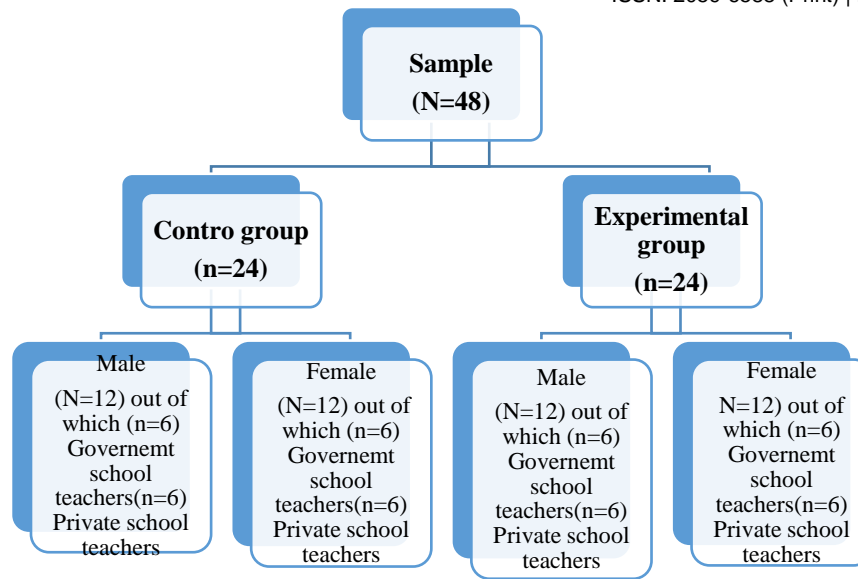 Sample
(N=48)
Contro group
(n=24)
Experimental
group
(n=24)
Male
(N=12) out of
which (n=6)
Governemt
school
teachers(n=6)
Private school
teachers
Female
(N=12) out of
which (n=6)
Governemt
school
teachers(n=6)
Private school
teachers
Male
(N=12) out of
which (n=6)
Governemt
school
teachers(n=6)
Private school
teachers
Female
N=12) out of
which (n=6)
Governemt
school
teachers(n=6)
Private school
teachers